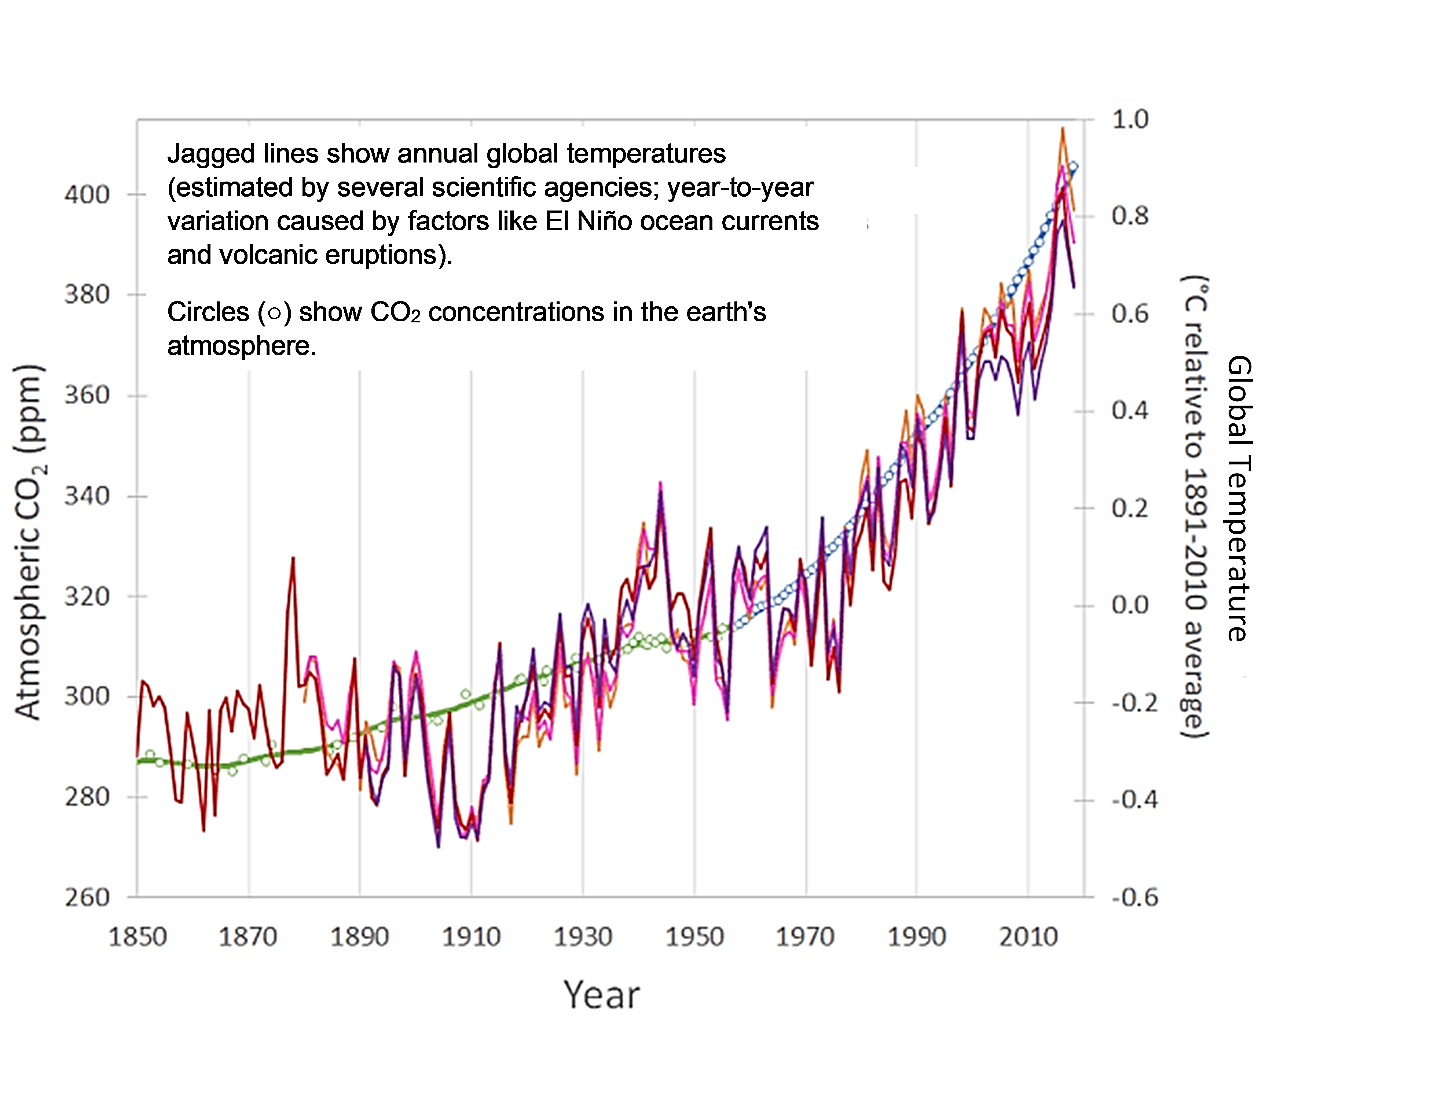 Jagged lines show annual global temperatures
(estimated by several scientific agencies; year-to-year
variation caused by factors like El Niño ocean currents
and volcanic eruptions).
Circles (○) show CO₂ concentrations in the earth's
atmosphere.
Atmospheric CO₂ (ppm)
400
380
360
340
320
300
280
260
1.0
0.8
0.6
0.4
0.2
0.0
-0.2
-0.4
-0.6
Global Temperature
(°C relative to 1891-2010 average)
1850 1870 1890 1910 1930 1950 1970 1990 2010
Year